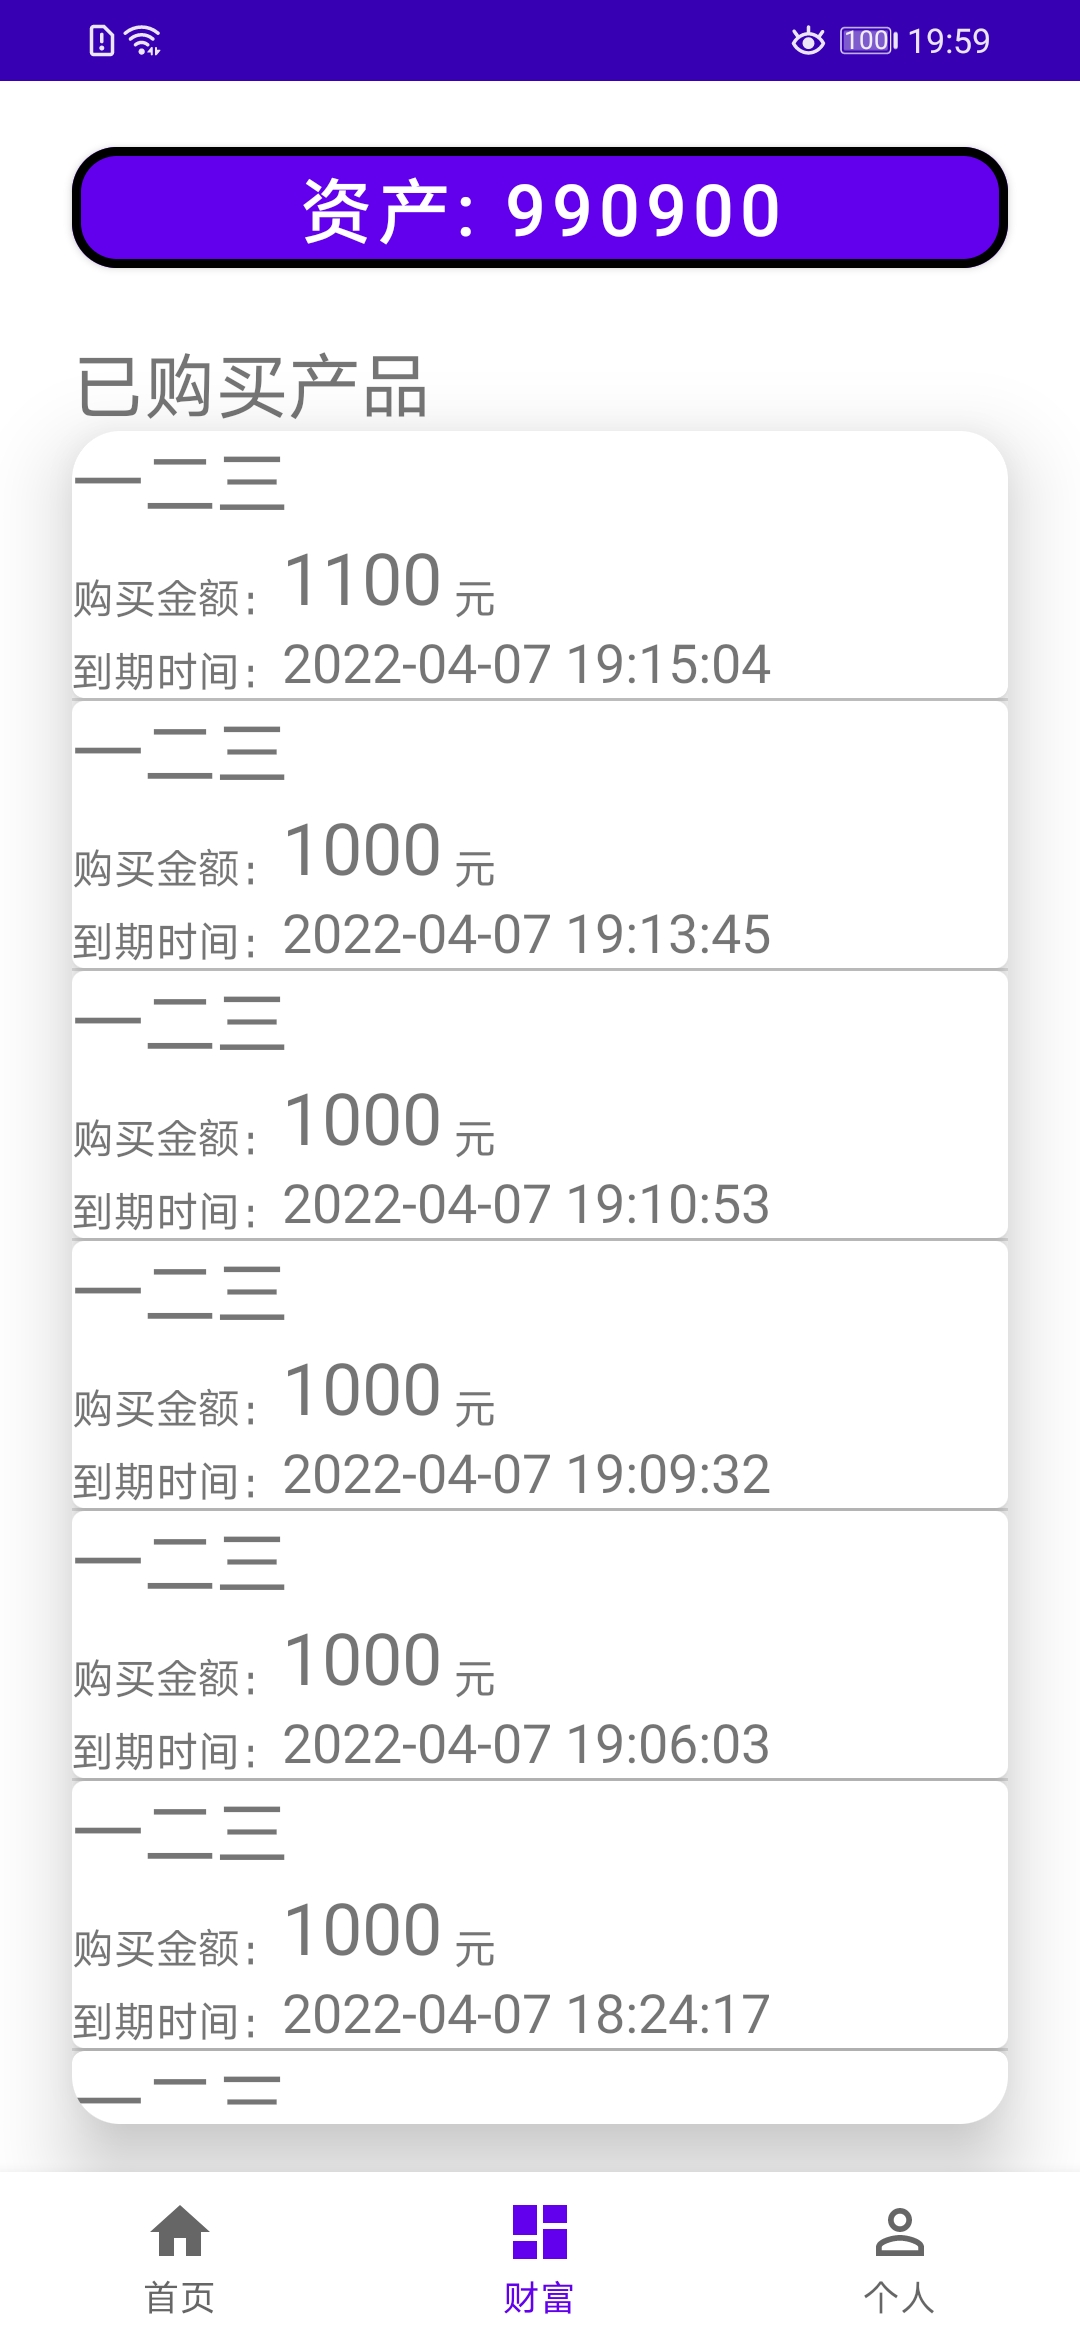 100 19:59
资产: 990900
已购买产品
一二三
购买金额: 1100 元
到期时间: 2022-04-07 19:15:04
一二三
购买金额: 1000 元
到期时间: 2022-04-07 19:13:45
一二三
购买金额: 1000 元
到期时间: 2022-04-07 19:10:53
一二三
购买金额: 1000 元
到期时间: 2022-04-07 19:09:32
一二三
购买金额: 1000 元
到期时间: 2022-04-07 19:06:03
一二三
购买金额: 1000 元
到期时间: 2022-04-07 18:24:17
首页 财富 个人